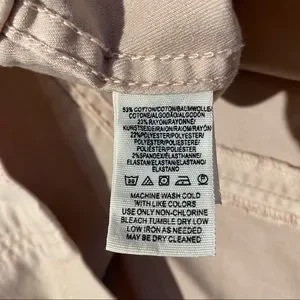 53% COTTON/COTON/BAUMWOLLE/
COTONE/ALGODÃO/ALGODÓN
23% RAYON/RAYONNE/
KUNSTSEIDE/RAION/RAYON/RAYÓN
22% POLYESTER/POLYESTER/
POLYESTER/POLIESTERE/
POLIÉSTER/POLIÉSTER
2% SPANDEX/ÉLASTHANNE/
ELASTHAN/ELASTAN/ELASTANO/
ELASTANO
MACHINE WASH COLD
WITH LIKE COLORS
USE ONLY NON-CHLORINE
BLEACH TUMBLE DRY LOW
LOW IRON AS NEEDED
MAY BE DRY CLEANED